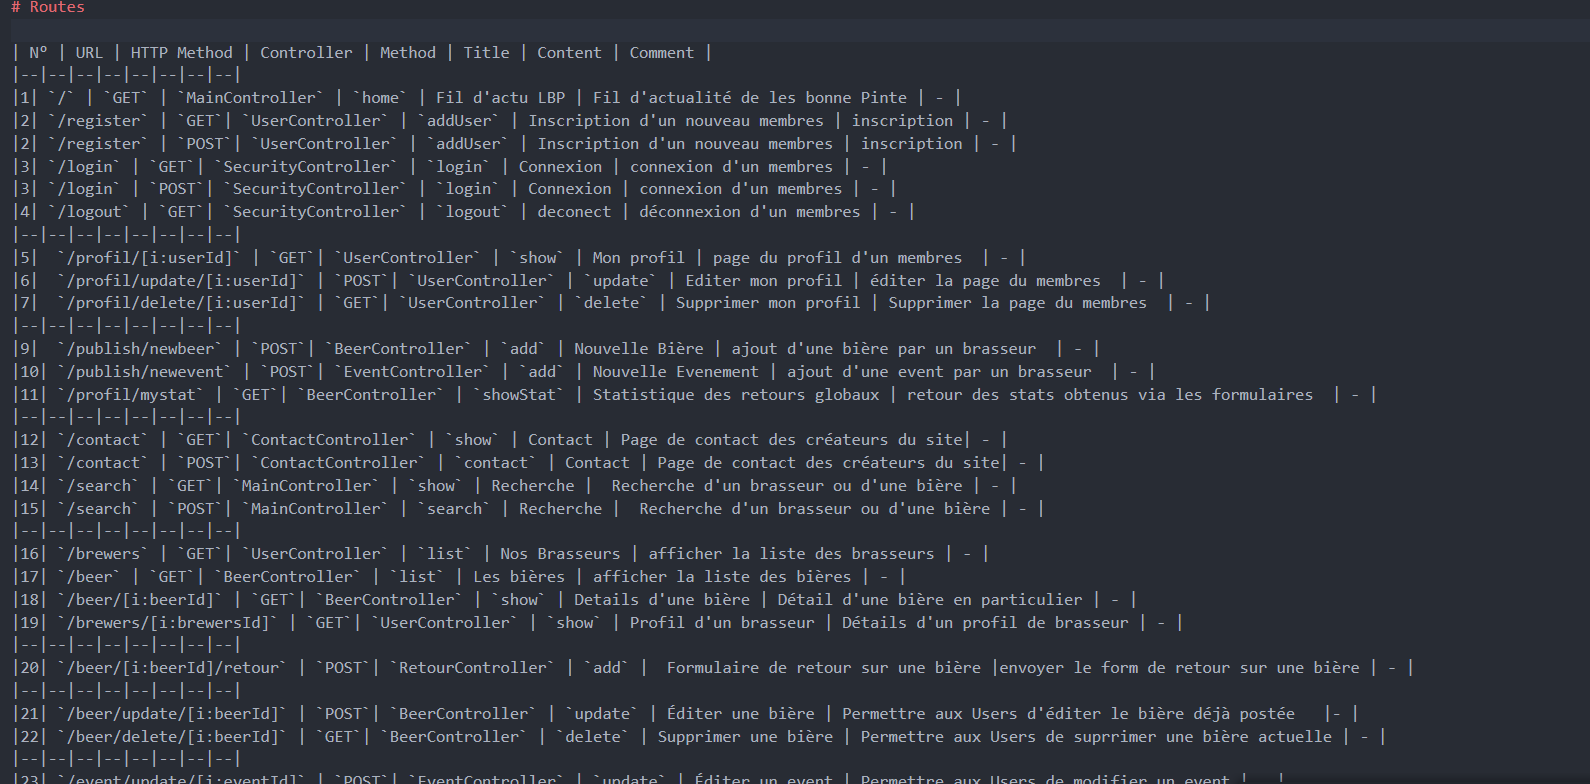 # Routes
| N° | URL | HTTP Method | Controller | Method | Title | Content | Comment |
|--|--|--|--|--|--|--|--|
|1| `/` | `GET` | `MainController` | `home` | Fil d'actu LBP | Fil d'actualité de les bonne Pinte | - |
|2| `/register` | `GET`| `UserController` | `addUser` | Inscription d'un nouveau membres | inscription | - |
|2| `/register` | `POST`| `UserController` | `addUser` | Inscription d'un nouveau membres | inscription | - |
|3| `/login` | `GET`| `SecurityController` | `login` | Connexion | connexion d'un membres | - |
|3| `/login` | `POST`| `SecurityController` | `login` | Connexion | connexion d'un membres | - |
|4| `/logout` | `GET`| `SecurityController` | `logout` | deconect | déconnexion d'un membres | - |
|--|--|--|--|--|--|--|--|
|5|  `/profil/[i:userId]` | `GET`| `UserController` | `show` | Mon profil | page du profil d'un membres  | - |
|6|  `/profil/update/[i:userId]` | `POST`| `UserController` | `update` | Editer mon profil | éditer la page du membres  | - |
|7|  `/profil/delete/[i:userId]` | `GET`| `UserController` | `delete` | Supprimer mon profil | Supprimer la page du membres  | - |
|--|--|--|--|--|--|--|--|
|9|  `/publish/newbeer` | `POST`| `BeerController` | `add` | Nouvelle Bière | ajout d'une bière par un brasseur  | - |
|10| `/publish/newevent` | `POST`| `EventController` | `add` | Nouvelle Evenement | ajout d'une event par un brasseur  | - |
|11| `/profil/mystat` | `GET`| `BeerController` | `showStat` | Statistique des retours globaux | retour des stats obtenus via les formulaires  | - |
|--|--|--|--|--|--|--|--|
|12| `/contact` | `GET`| `ContactController` | `show` | Contact | Page de contact des créateurs du site| - |
|13| `/contact` | `POST`| `ContactController` | `contact` | Contact | Page de contact des créateurs du site| - |
|14| `/search` | `GET`| `MainController` | `show` | Recherche |  Recherche d'un brasseur ou d'une bière | - |
|15| `/search` | `POST`| `MainController` | `search` | Recherche |  Recherche d'un brasseur ou d'une bière | - |
|--|--|--|--|--|--|--|--|
|16| `/brewers` | `GET`| `UserController` | `list` | Nos Brasseurs | afficher la liste des brasseurs | - |
|17| `/beer` | `GET`| `BeerController` | `list` | Les bières | afficher la liste des bières | - |
|18| `/beer/[i:beerId]` | `GET`| `BeerController` | `show` | Details d'une bière | Détail d'une bière en particulier | - |
|19| `/brewers/[i:brewersId]` | `GET`| `UserController` | `show` | Profil d'un brasseur | Détails d'un profil de brasseur | - |
|--|--|--|--|--|--|--|--|
|20| `/beer/[i:beerId]/retour` | `POST`| `RetourController` | `add` |  Formulaire de retour sur une bière |envoyer le form de retour sur une bière | - |
|--|--|--|--|--|--|--|--|
|21| `/beer/update/[i:beerId]` | `POST`| `BeerController` | `update` | Éditer une bière | Permettre aux Users d'éditer le bière déjà postée   |- |
|22| `/beer/delete/[i:beerId]` | `GET`| `BeerController` | `delete` | Supprimer une bière | Permettre aux Users de suprrimer une bière actuelle | - |
|--|--|--|--|--|--|--|--|
|23| `/event/update/[i:eventId]` | `POST`| `EventController` | `update` | Éditer un event | Permettre aux Users de modifier un event | - |